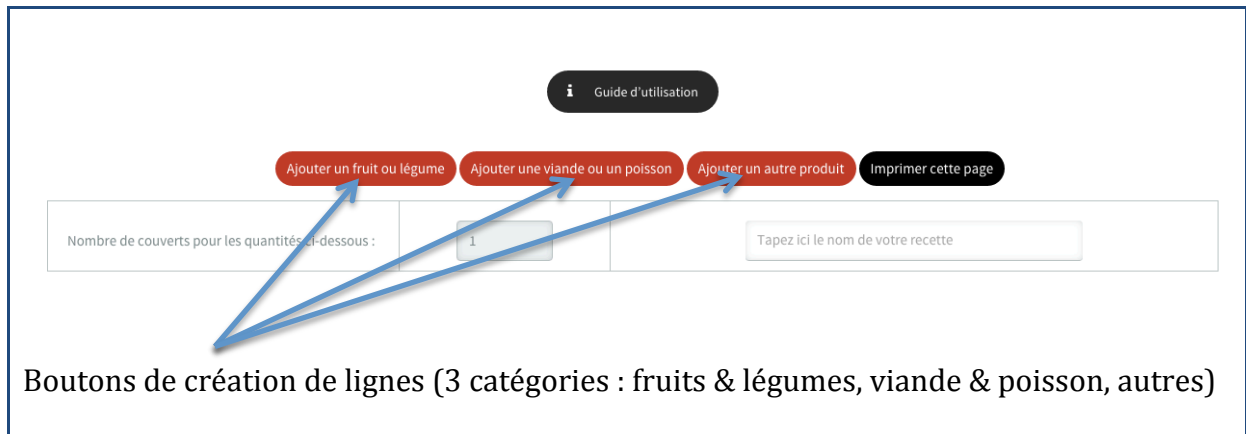 Guide d'utilisation
Ajouter un fruit ou légume Ajouter une viande ou un poisson Ajouter un autre produit Imprimer cette page
Nombre de couverts pour les quantités ci-dessous : 1 Tapez ici le nom de votre recette
Boutons de création de lignes (3 catégories : fruits & légumes, viande & poisson, autres)